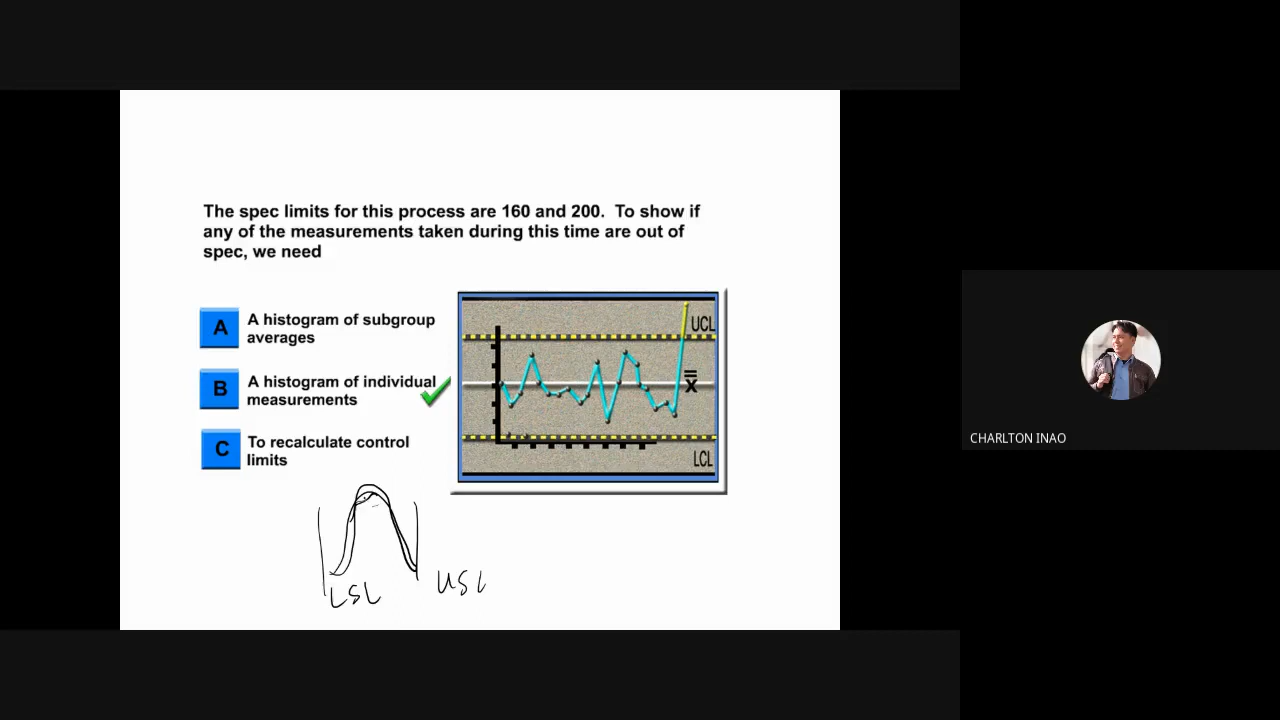 The spec limits for this process are 160 and 200. To show if
any of the measurements taken during this time are out of
spec, we need
A
A histogram of subgroup
averages
B
A histogram of individual
measurements
C
To recalculate control
limits
UCL
X
LCL
LSL
USL
CHARLTON INAO